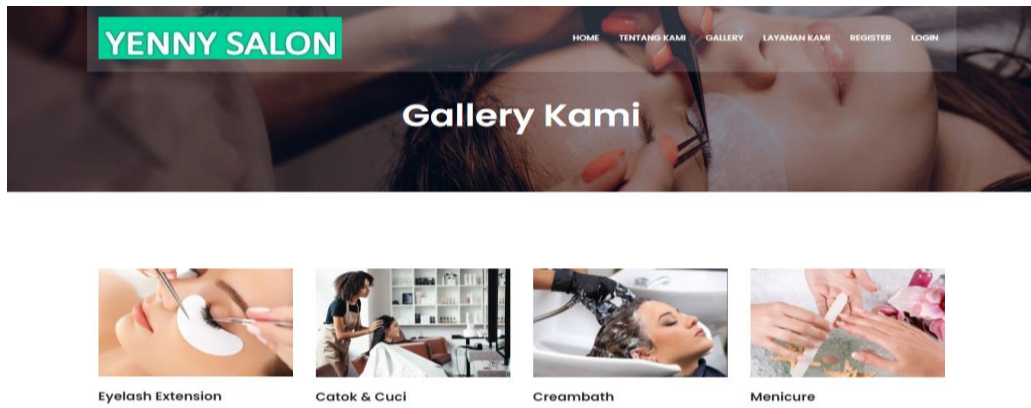 YENNY SALON
HOME TENTANG KAMI GALLERY LAYANAN KAMI REGISTER LOGIN
Gallery Kami
Eyelash Extension
Catok & Cuci
Creambath
Menicure